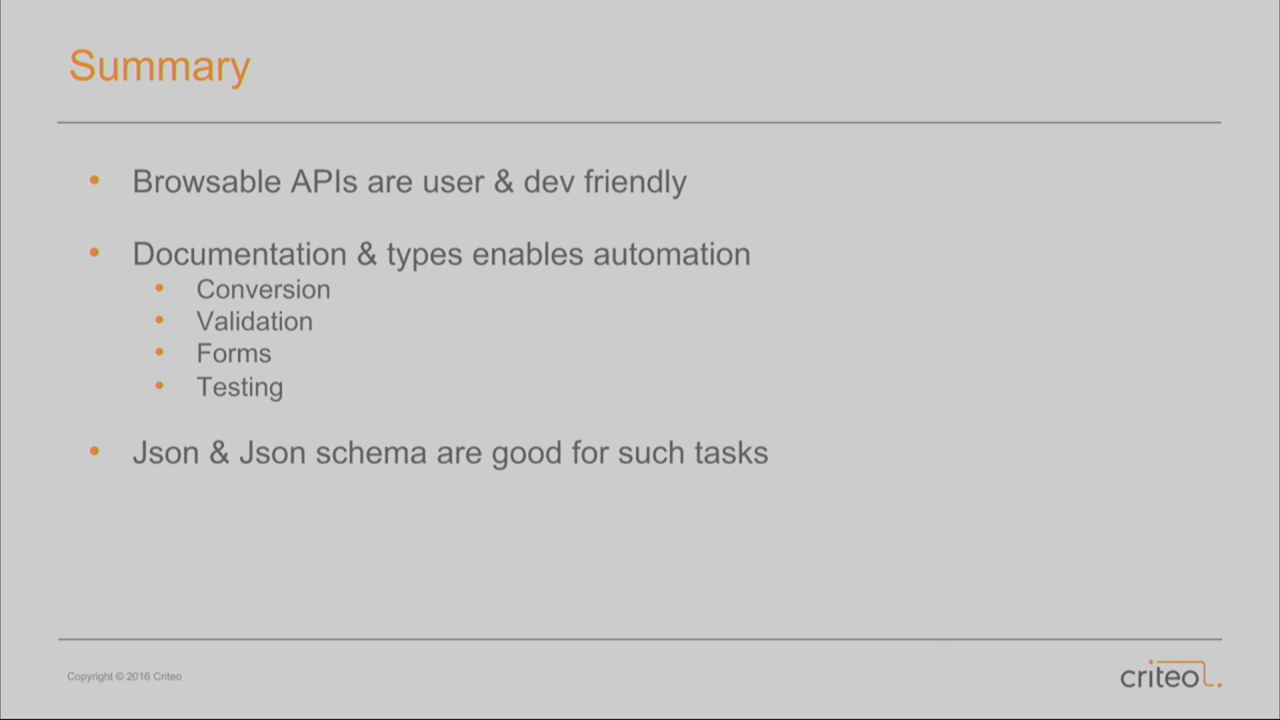 Summary
• Browsable APIs are user & dev friendly
• Documentation & types enables automation
• Conversion
• Validation
• Forms
• Testing
• Json & Json schema are good for such tasks
Copyright © 2016 Criteo
criteo